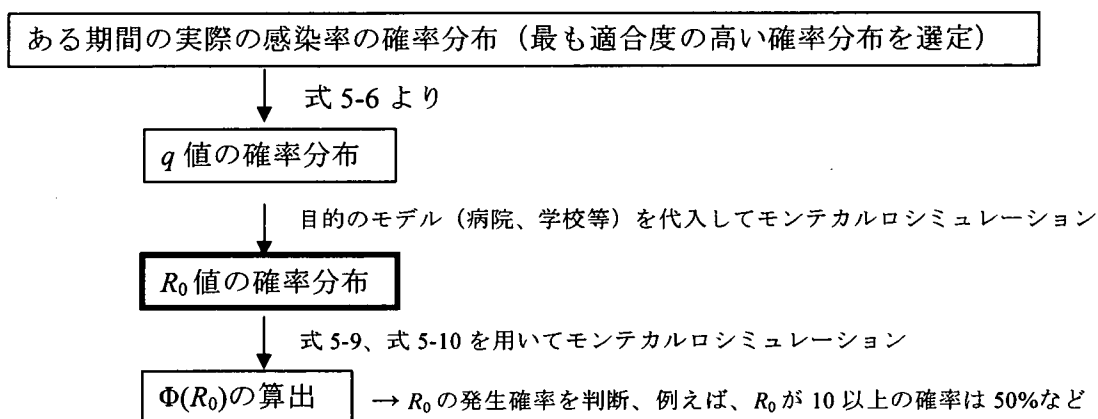 ある期間の実際の感染率の確率分布（最も適合度の高い確率分布を選定）
式 5-6 より
q 値の確率分布
目的のモデル（病院、学校等）を代入してモンテカルロシミュレーション
R₀ 値の確率分布
式 5-9、式 5-10 を用いてモンテカルロシミュレーション
Φ(R₀)の算出 → R₀ の発生確率を判断、例えば、R₀ が 10 以上の確率は 50%など